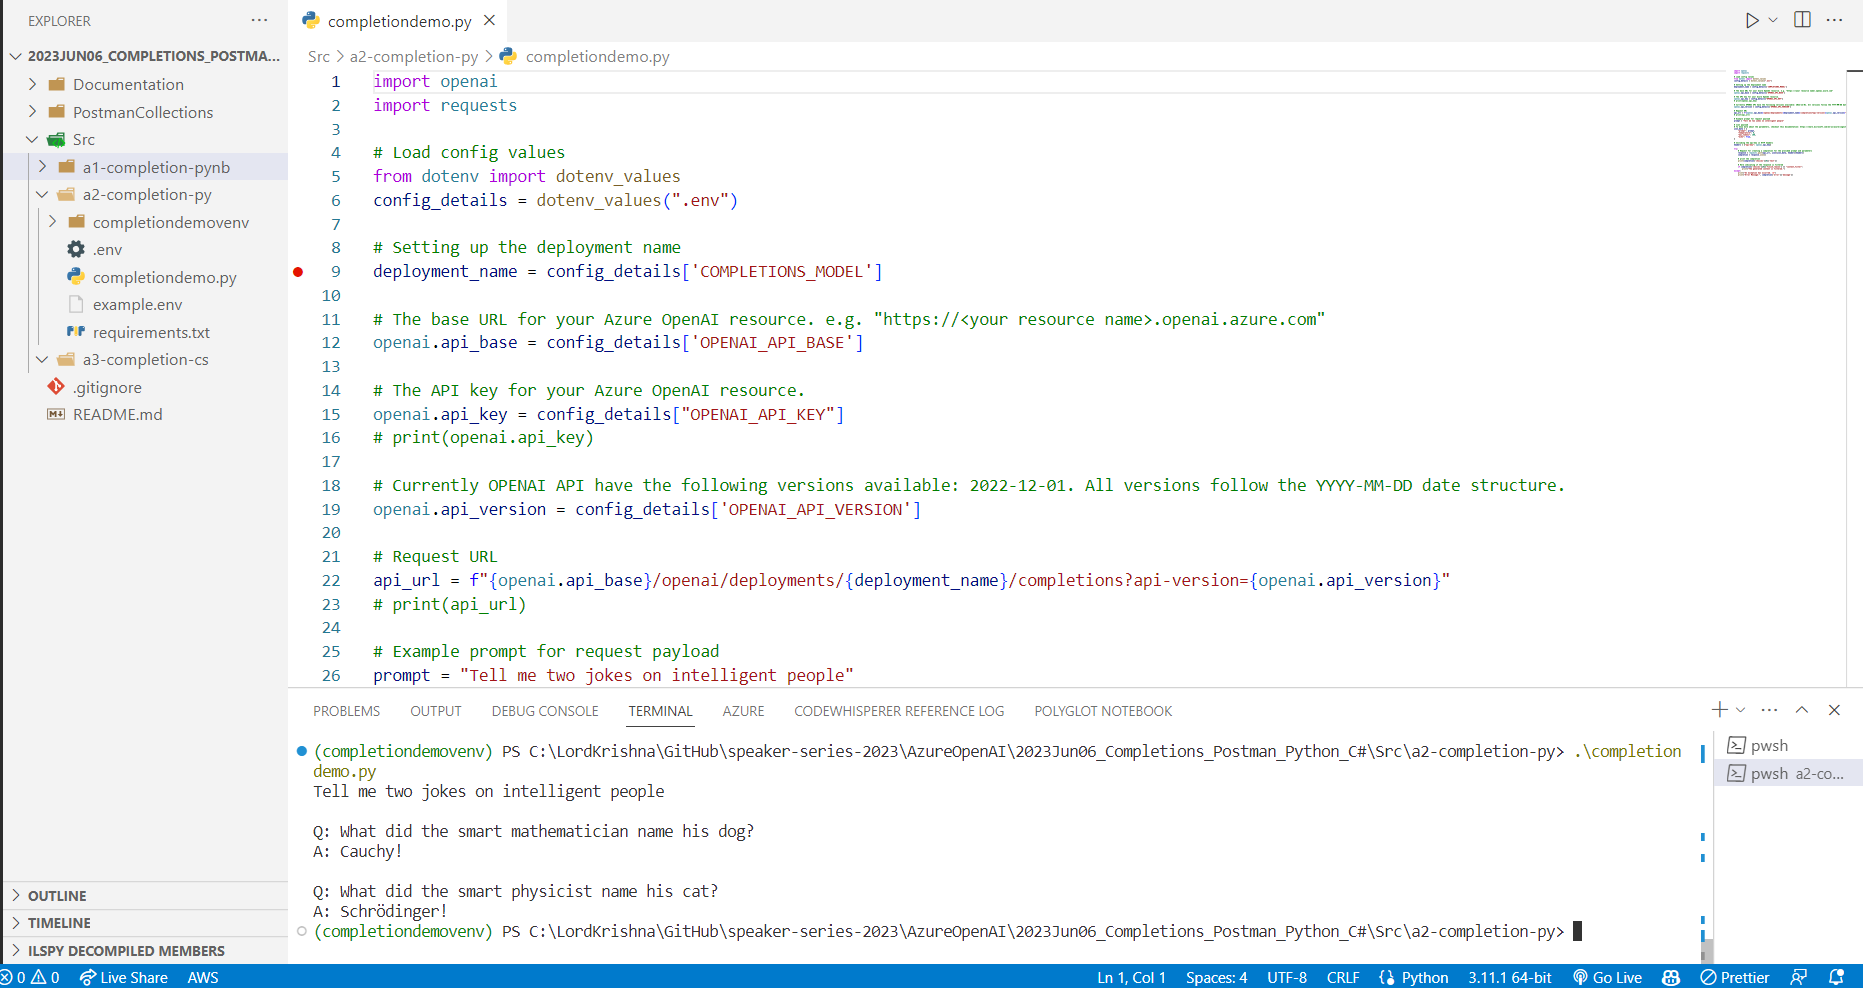 EXPLORER
completiondemo.py
2023JUN06_COMPLETIONS_POSTMA...
Documentation
PostmanCollections
Src
a1-completion-pynb
a2-completion-py
completiondemovenv
.env
completiondemo.py
example.env
requirements.txt
a3-completion-cs
.gitignore
README.md
OUTLINE
TIMELINE
ILSPY DECOMPILED MEMBERS
Src > a2-completion-py > completiondemo.py
1 import openai
2 import requests
3
4 # Load config values
5 from dotenv import dotenv_values
6 config_details = dotenv_values(".env")
7
8 # Setting up the deployment name
9 deployment_name = config_details['COMPLETIONS_MODEL']
10
11 # The base URL for your Azure OpenAI resource. e.g. "https://<your resource name>.openai.azure.com"
12 openai.api_base = config_details['OPENAI_API_BASE']
13
14 # The API key for your Azure OpenAI resource.
15 openai.api_key = config_details["OPENAI_API_KEY"]
16 # print(openai.api_key)
17
18 # Currently OPENAI API have the following versions available: 2022-12-01. All versions follow the YYYY-MM-DD date structure.
19 openai.api_version = config_details['OPENAI_API_VERSION']
20
21 # Request URL
22 api_url = f"{openai.api_base}/openai/deployments/{deployment_name}/completions?api-version={openai.api_version}"
23 # print(api_url)
24
25 # Example prompt for request payload
26 prompt = "Tell me two jokes on intelligent people"
PROBLEMS OUTPUT DEBUG CONSOLE TERMINAL AZURE CODEWHISPERER REFERENCE LOG POLYGLOT NOTEBOOK
(completiondemovenv) PS C:\LordKrishna\GitHub\speaker-series-2023\AzureOpenAI\2023Jun06_Completions_Postman_Python_C#\Src\a2-completion-py> .\completion
demo.py
Tell me two jokes on intelligent people
Q: What did the smart mathematician name his dog?
A: Cauchy!
Q: What did the smart physicist name his cat?
A: Schrödinger!
(completiondemovenv) PS C:\LordKrishna\GitHub\speaker-series-2023\AzureOpenAI\2023Jun06_Completions_Postman_Python_C#\Src\a2-completion-py>
pwsh
pwsh a2-co...
0 0 Live Share AWS Ln 1, Col 1 Spaces: 4 UTF-8 CRLF Python 3.11.1 64-bit Go Live Prettier